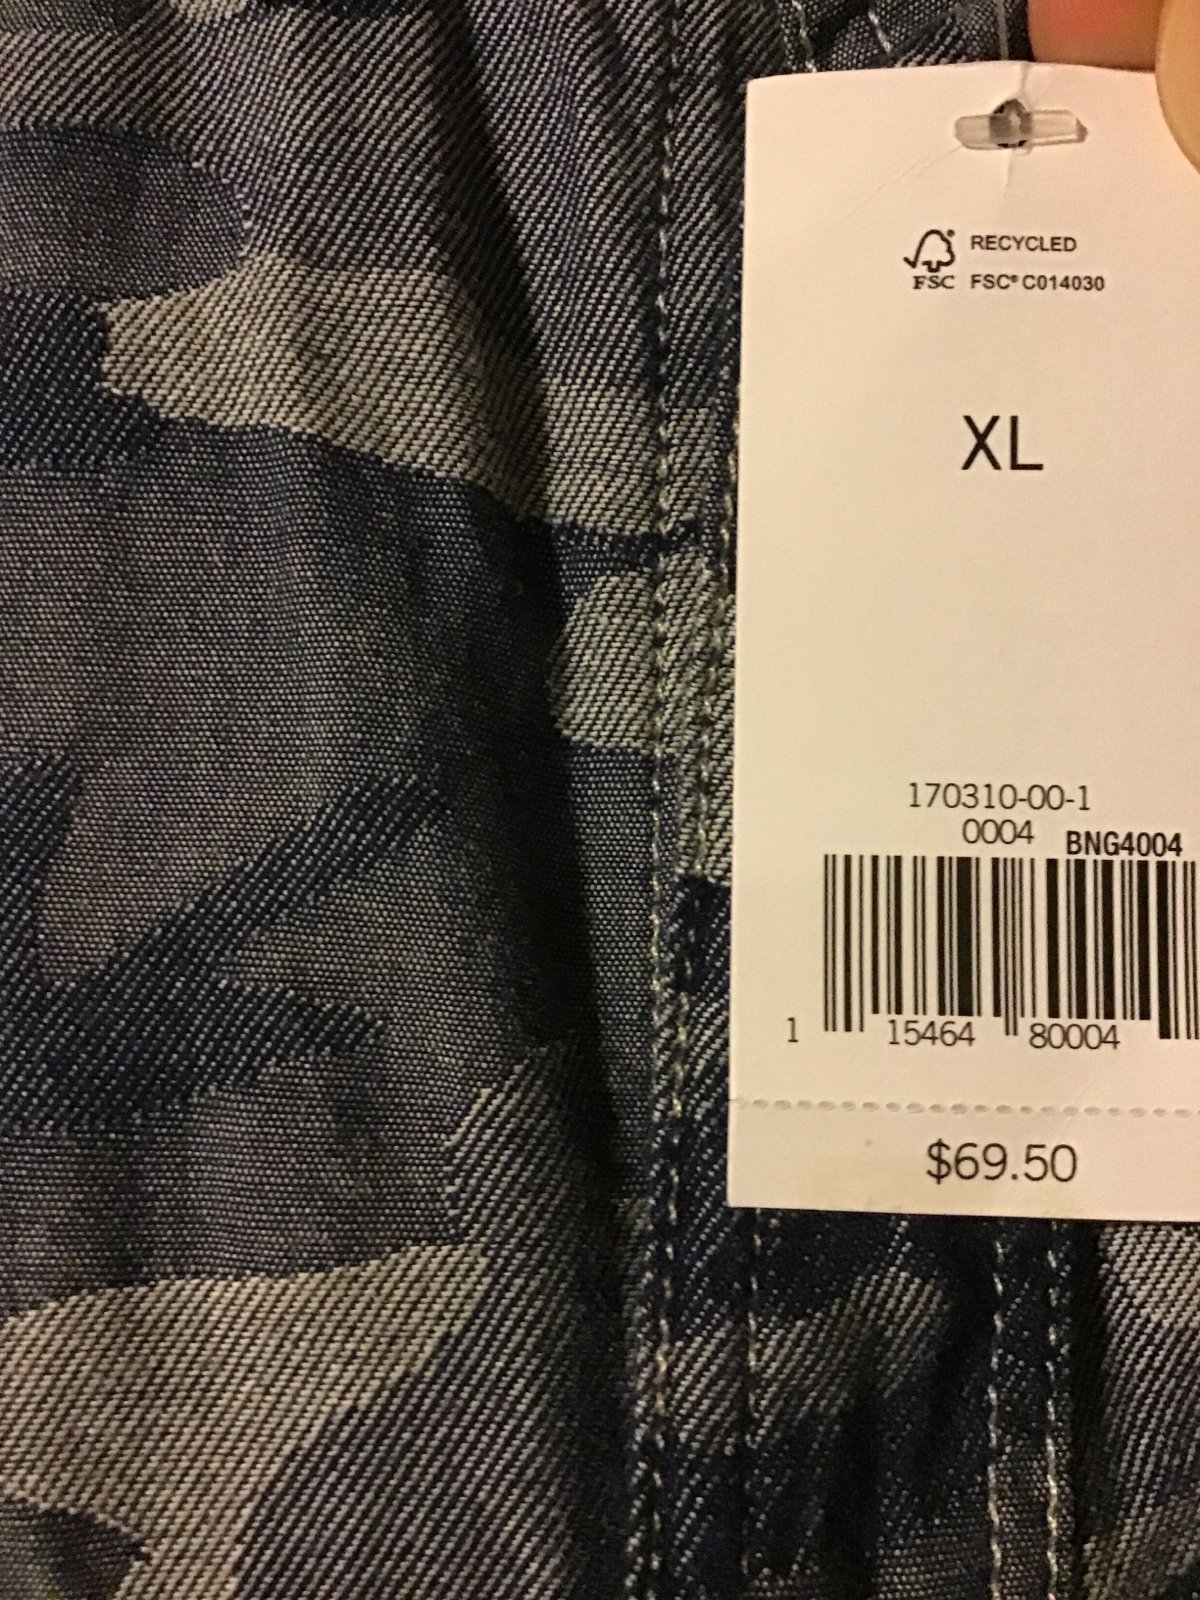 RECYCLED
FSC FSC® C014030
XL
170310-00-1
0004 BNG4004
1 15464 80004
$69.50